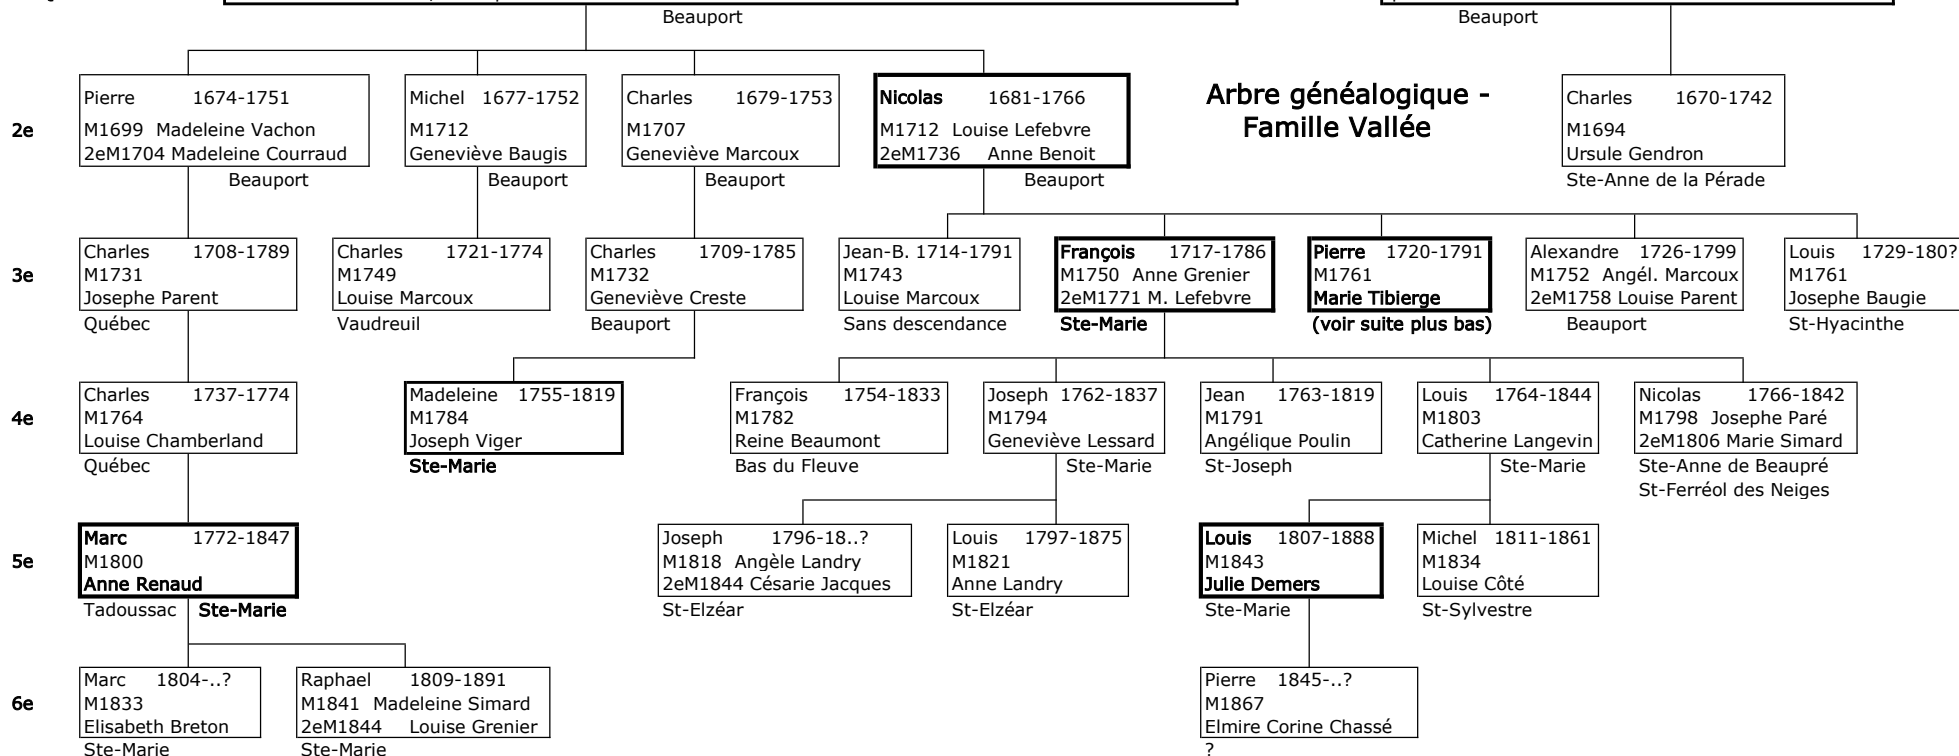 Beauport
Beauport
Arbre généalogique -
Famille Vallée
2e
Pierre 1674-1751
M1699 Madeleine Vachon
2eM1704 Madeleine Courraud
Beauport
Michel 1677-1752
M1712
Geneviève Baugis
Beauport
Charles 1679-1753
M1707
Geneviève Marcoux
Beauport
Nicolas 1681-1766
M1712 Louise Lefebvre
2eM1736 Anne Benoit
Beauport
Charles 1670-1742
M1694
Ursule Gendron
Ste-Anne de la Pérade
3e
Charles 1708-1789
M1731
Josephe Parent
Québec
Charles 1721-1774
M1749
Louise Marcoux
Vaudreuil
Charles 1709-1785
M1732
Geneviève Creste
Beauport
Jean-B. 1714-1791
M1743
Louise Marcoux
Sans descendance
François 1717-1786
M1750 Anne Grenier
2eM1771 M. Lefebvre
Ste-Marie
Pierre 1720-1791
M1761
Marie Tibierge
(voir suite plus bas)
Alexandre 1726-1799
M1752 Angél. Marcoux
2eM1758 Louise Parent
Beauport
Louis 1729-180?
M1761
Josephe Baugie
St-Hyacinthe
4e
Charles 1737-1774
M1764
Louise Chamberland
Québec
Madeleine 1755-1819
M1784
Joseph Viger
Ste-Marie
François 1754-1833
M1782
Reine Beaumont
Bas du Fleuve
Joseph 1762-1837
M1794
Geneviève Lessard
Ste-Marie
Jean 1763-1819
M1791
Angélique Poulin
St-Joseph
Louis 1764-1844
M1803
Catherine Langevin
Ste-Marie
Nicolas 1766-1842
M1798 Josephe Paré
2eM1806 Marie Simard
Ste-Anne de Beaupré
St-Ferréol des Neiges
5e
Marc 1772-1847
M1800
Anne Renaud
Tadoussac Ste-Marie
Joseph 1796-18..?
M1818 Angèle Landry
2eM1844 Césarie Jacques
St-Elzéar
Louis 1797-1875
M1821
Anne Landry
St-Elzéar
Louis 1807-1888
M1843
Julie Demers
Ste-Marie
Michel 1811-1861
M1834
Louise Côté
St-Sylvestre
6e
Marc 1804-..?
M1833
Elisabeth Breton
Ste-Marie
Raphael 1809-1891
M1841 Madeleine Simard
2eM1844 Louise Grenier
Ste-Marie
Pierre 1845-..?
M1867
Elmire Corine Chassé
?